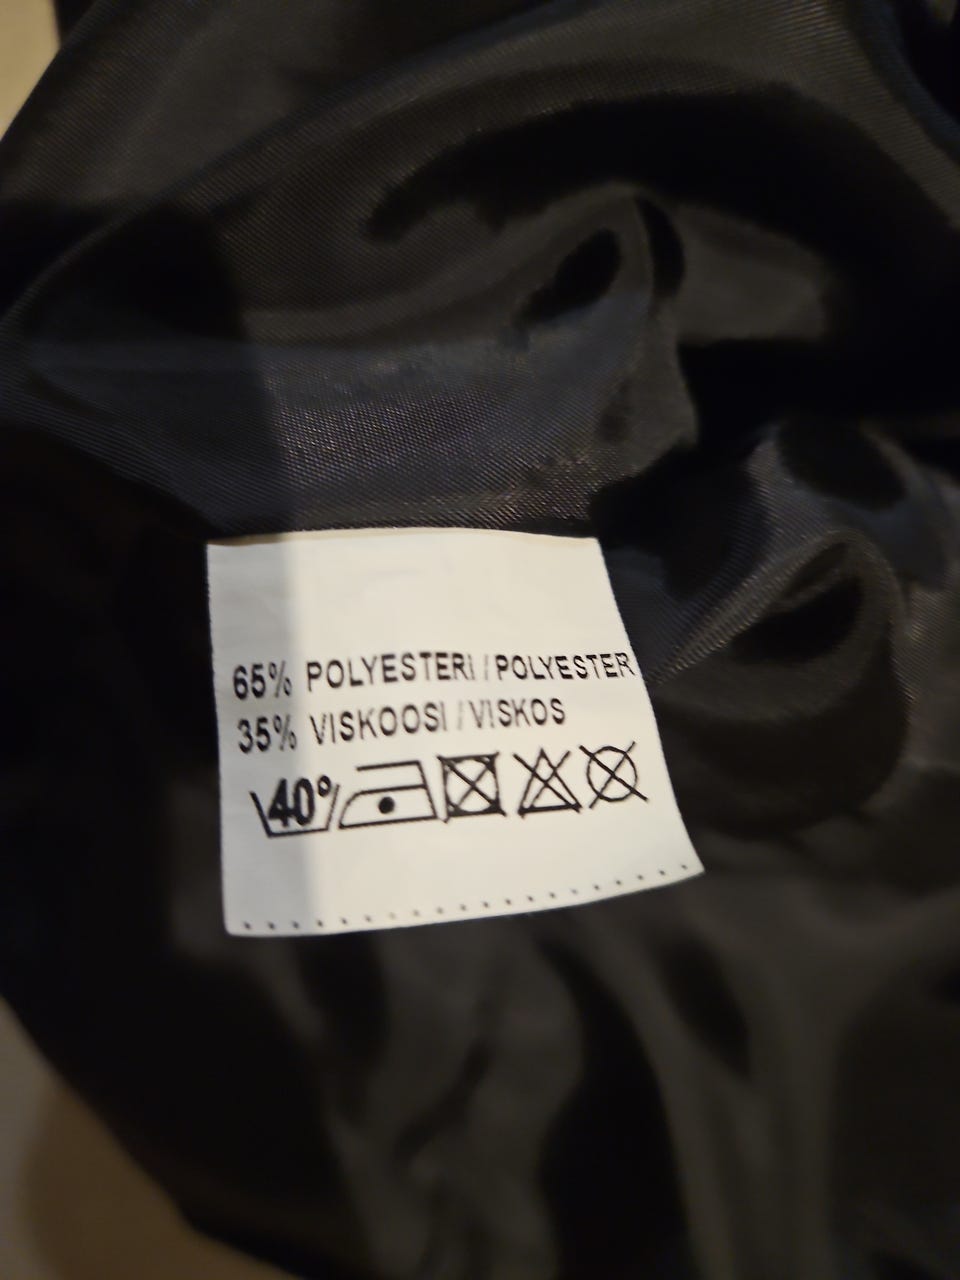 65% POLYESTERI / POLYESTER
35% VISKOOSI / VISKOS
40°